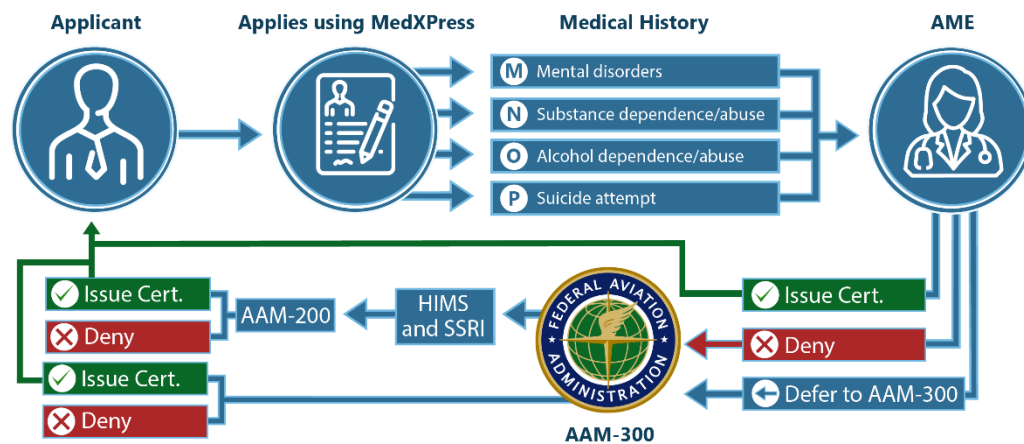 Applicant
Applies using MedXPress
Medical History
AME
M Mental disorders
N Substance dependence/abuse
O Alcohol dependence/abuse
P Suicide attempt
Issue Cert.
Deny
Issue Cert.
Deny
AAM-200
HIMS
and SSRI
FEDERAL AVIATION
ADMINISTRATION
AAM-300
Issue Cert.
Deny
Defer to AAM-300